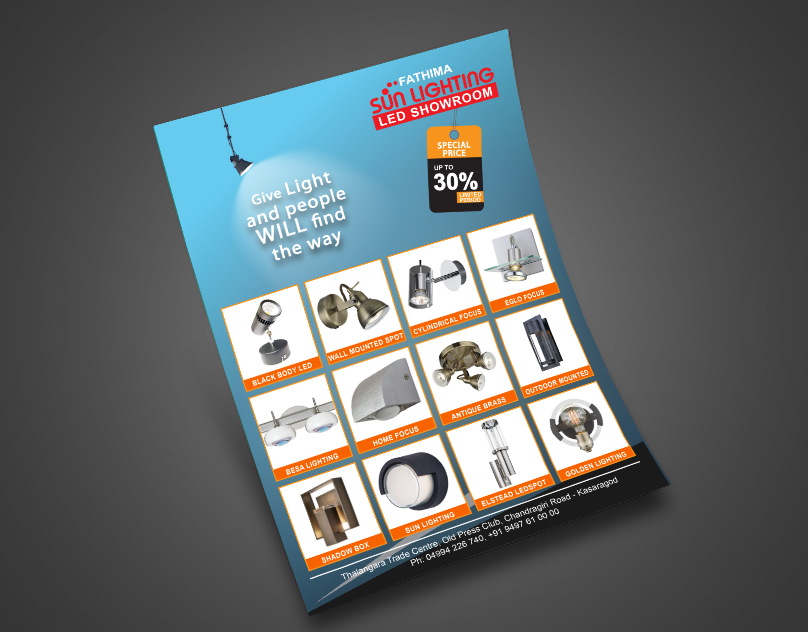 FATHIMA
SUN LIGHTING
LED SHOWROOM
SPECIAL
PRICE
UP TO
30%
LIMITED
PERIOD
Give Light
and people
WILL find
the way
BLACK BODY LED
WALL MOUNTED SPOT
CYLINDRICAL FOCUS
EGLO FOCUS
BESA LIGHTING
HOME FOCUS
ANTIQUE BRASS
OUTDOOR MOUNTED
SHADOW BOX
SUN LIGHTING
ELSTEAD LEDSPOT
GOLDEN LIGHTING
Thalangara Trade Centre, Old Press Club, Chandragiri Road - Kasaragod
Ph: 04994 226 740, +91 9497 61 00 00